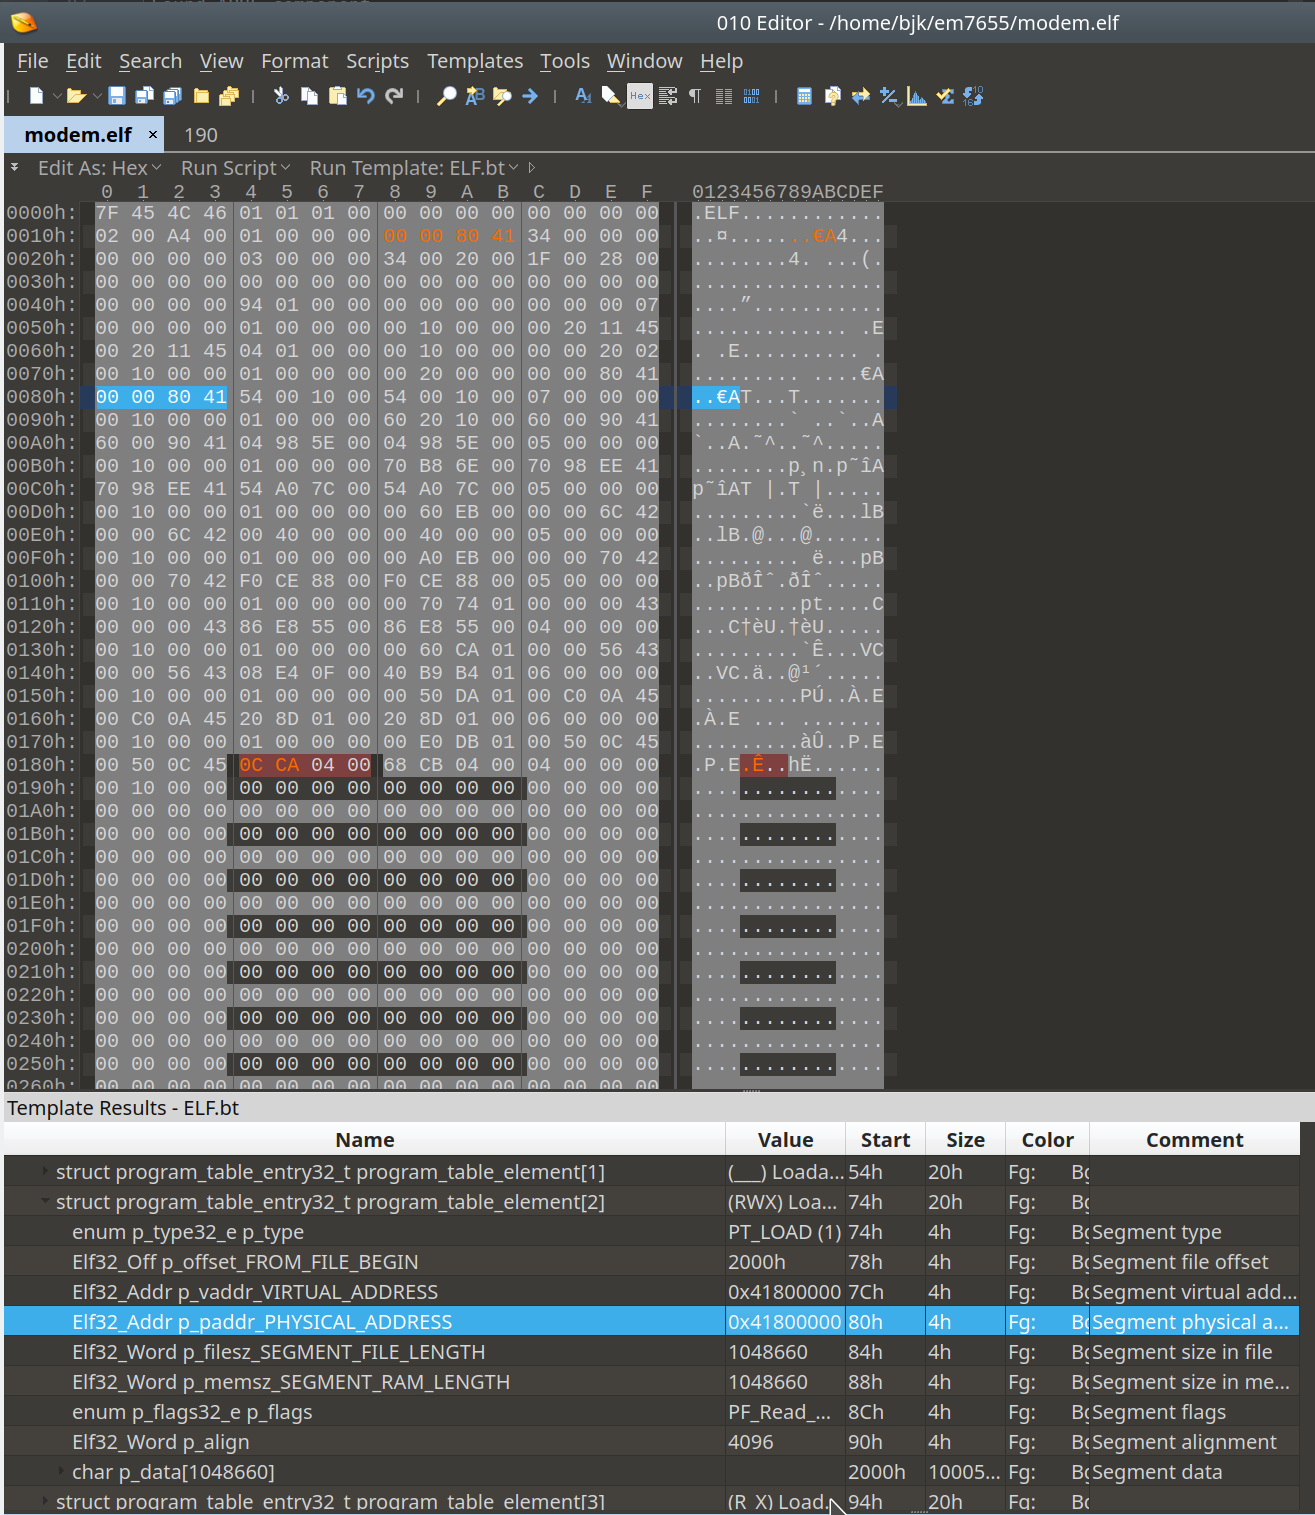 010 Editor - /home/bjk/em7655/modem.elf
File Edit Search View Format Scripts Templates Tools Window Help
modem.elf × 190
Edit As: Hex Run Script Run Template: ELF.bt
0 1 2 3 4 5 6 7 8 9 A B C D E F 0123456789ABCDEF
0000h: 7F 45 4C 46 01 01 01 00 00 00 00 00 00 00 00 00 .ELF............
0010h: 02 00 A4 00 01 00 00 00 00 00 80 41 34 00 00 00 ..¤.......€A4...
0020h: 00 00 00 00 03 00 00 00 34 00 20 00 1F 00 28 00 ........4. ...(.
0030h: 00 00 00 00 00 00 00 00 00 00 00 00 00 00 00 00 ................
0040h: 00 00 00 00 94 01 00 00 00 00 00 00 00 00 00 07 ....”...........
0050h: 00 00 00 00 01 00 00 00 00 10 00 00 00 20 11 45 ............. .E
0060h: 00 20 11 45 04 01 00 00 00 10 00 00 00 00 20 02 . .E.......... .
0070h: 00 10 00 00 01 00 00 00 00 20 00 00 00 00 80 41 ......... ....€A
0080h: 00 00 80 41 54 00 10 00 54 00 10 00 07 00 00 00 ..€AT...T.......
0090h: 00 10 00 00 01 00 00 00 60 20 10 00 60 00 90 41 ........` ..`..A
00A0h: 60 00 90 41 04 98 5E 00 04 98 5E 00 05 00 00 00 `..A.˜^..˜^.....
00B0h: 00 10 00 00 01 00 00 00 70 B8 6E 00 70 98 EE 41 ........p¸n.p˜îA
00C0h: 70 98 EE 41 54 A0 7C 00 54 A0 7C 00 05 00 00 00 p˜îAT |.T |.....
00D0h: 00 10 00 00 01 00 00 00 00 60 EB 00 00 00 6C 42 .........`ë...lB
00E0h: 00 00 6C 42 00 40 00 00 00 40 00 00 05 00 00 00 ..lB.@...@......
00F0h: 00 10 00 00 01 00 00 00 00 A0 EB 00 00 00 70 42 ......... ë...pB
0100h: 00 00 70 42 F0 CE 88 00 F0 CE 88 00 05 00 00 00 ..pBðÎˆ.ðÎˆ.....
0110h: 00 10 00 00 01 00 00 00 00 70 74 01 00 00 00 43 .........pt....C
0120h: 00 00 00 43 86 E8 55 00 86 E8 55 00 04 00 00 00 ...C†èU.†èU.....
0130h: 00 10 00 00 01 00 00 00 00 60 CA 01 00 00 56 43 .........`Ê...VC
0140h: 00 00 56 43 08 E4 0F 00 40 B9 B4 01 06 00 00 00 ..VC.ä..@¹´.....
0150h: 00 10 00 00 01 00 00 00 00 50 DA 01 00 C0 0A 45 .........PÚ..À.E
0160h: 00 C0 0A 45 20 8D 01 00 20 8D 01 00 06 00 00 00 .À.E ... .......
0170h: 00 10 00 00 01 00 00 00 00 E0 DB 01 00 50 0C 45 .........àÛ..P.E
0180h: 00 50 0C 45 0C CA 04 00 68 CB 04 00 04 00 00 00 .P.E.Ê..hË......
0190h: 00 10 00 00 00 00 00 00 00 00 00 00 00 00 00 00 ................
01A0h: 00 00 00 00 00 00 00 00 00 00 00 00 00 00 00 00 ................
01B0h: 00 00 00 00 00 00 00 00 00 00 00 00 00 00 00 00 ................
01C0h: 00 00 00 00 00 00 00 00 00 00 00 00 00 00 00 00 ................
01D0h: 00 00 00 00 00 00 00 00 00 00 00 00 00 00 00 00 ................
01E0h: 00 00 00 00 00 00 00 00 00 00 00 00 00 00 00 00 ................
01F0h: 00 00 00 00 00 00 00 00 00 00 00 00 00 00 00 00 ................
0200h: 00 00 00 00 00 00 00 00 00 00 00 00 00 00 00 00 ................
0210h: 00 00 00 00 00 00 00 00 00 00 00 00 00 00 00 00 ................
0220h: 00 00 00 00 00 00 00 00 00 00 00 00 00 00 00 00 ................
0230h: 00 00 00 00 00 00 00 00 00 00 00 00 00 00 00 00 ................
0240h: 00 00 00 00 00 00 00 00 00 00 00 00 00 00 00 00 ................
0250h: 00 00 00 00 00 00 00 00 00 00 00 00 00 00 00 00 ................
0260h: 00 00 00 00 00 00 00 00 00 00 00 00 00 00 00 00 ................
Template Results - ELF.bt
Name Value Start Size Color Comment
struct program_table_entry32_t program_table_element[1] (___) Loada... 54h 20h Fg: Bg
struct program_table_entry32_t program_table_element[2] (RWX) Loa... 74h 20h Fg: Bg
enum p_type32_e p_type PT_LOAD (1) 74h 4h Fg: Bg Segment type
Elf32_Off p_offset_FROM_FILE_BEGIN 2000h 78h 4h Fg: Bg Segment file offset
Elf32_Addr p_vaddr_VIRTUAL_ADDRESS 0x41800000 7Ch 4h Fg: Bg Segment virtual add...
Elf32_Addr p_paddr_PHYSICAL_ADDRESS 0x41800000 80h 4h Fg: Bg Segment physical a...
Elf32_Word p_filesz_SEGMENT_FILE_LENGTH 1048660 84h 4h Fg: Bg Segment size in file
Elf32_Word p_memsz_SEGMENT_RAM_LENGTH 1048660 88h 4h Fg: Bg Segment size in me...
enum p_flags32_e p_flags PF_Read_... 8Ch 4h Fg: Bg Segment flags
Elf32_Word p_align 4096 90h 4h Fg: Bg Segment alignment
char p_data[1048660] 2000h 10005... Fg: Bg Segment data
struct program_table_entry32_t program_table_element[3] (R_X) Load... 94h 20h Fg: Bg